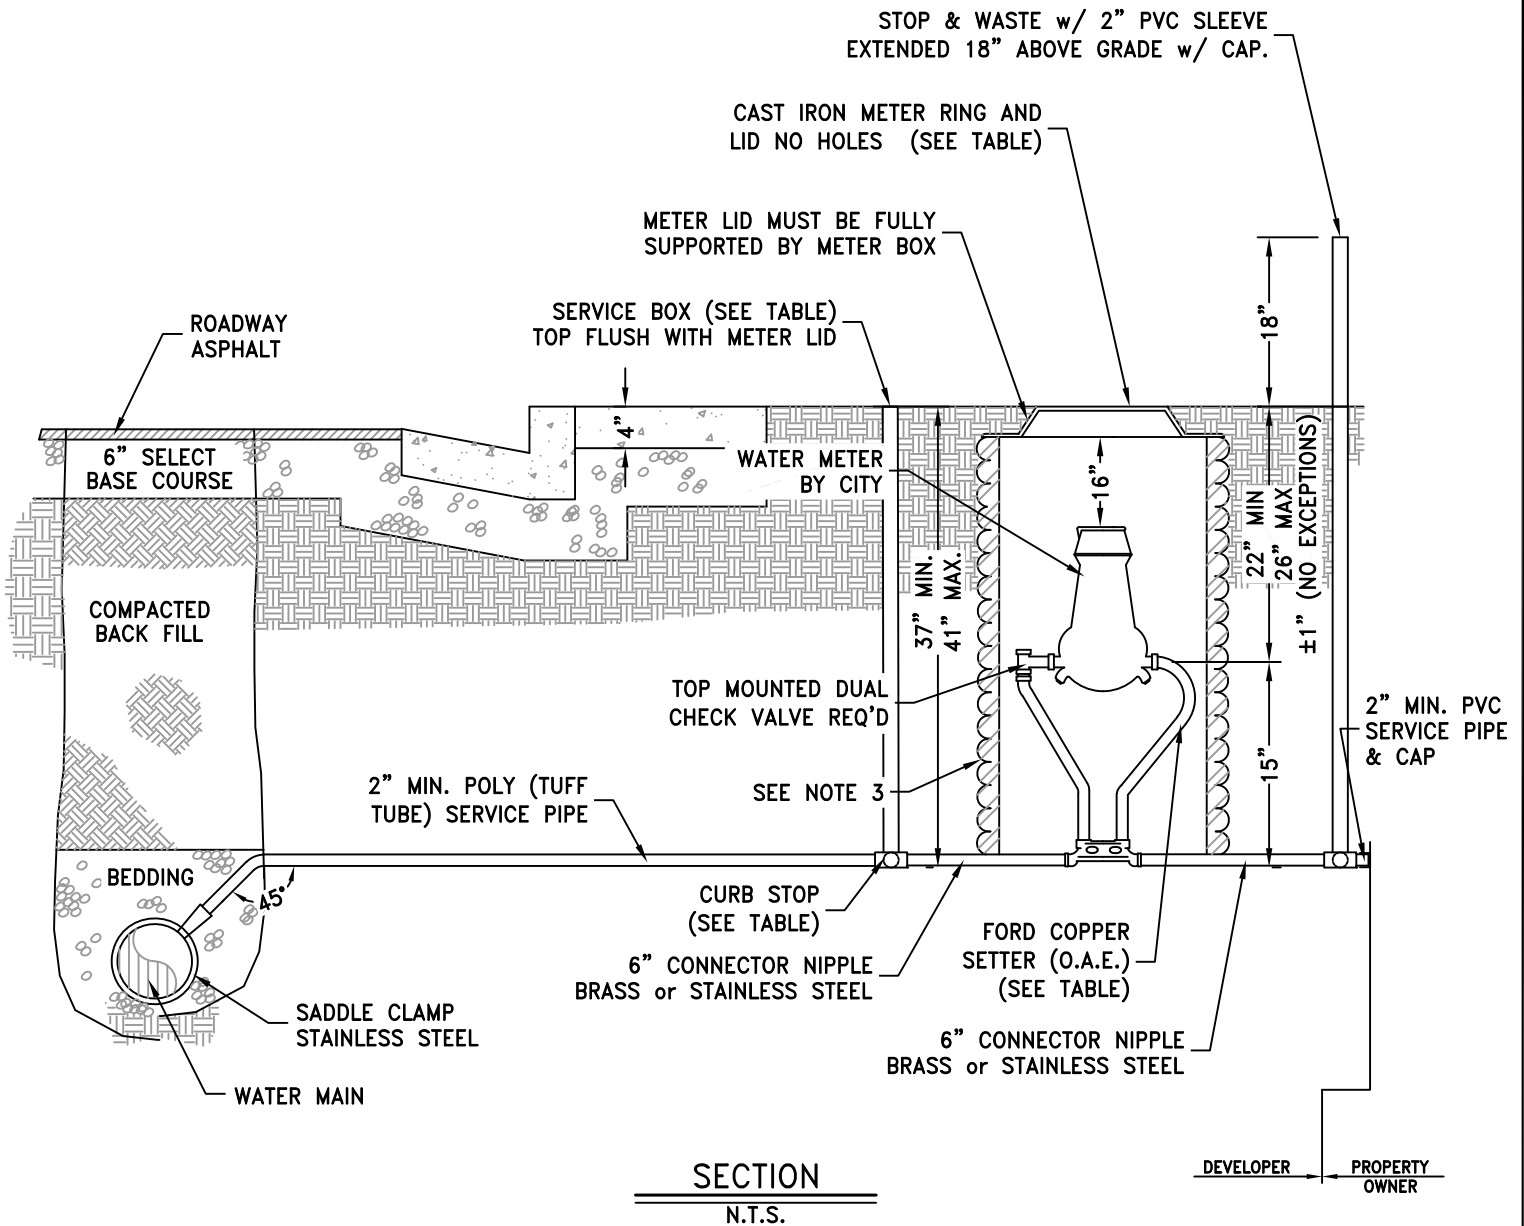 STOP & WASTE w/ 2" PVC SLEEVE
EXTENDED 18" ABOVE GRADE w/ CAP.
CAST IRON METER RING AND
LID NO HOLES (SEE TABLE)
METER LID MUST BE FULLY
SUPPORTED BY METER BOX
SERVICE BOX (SEE TABLE)
TOP FLUSH WITH METER LID
ROADWAY
ASPHALT
18"
4"
6" SELECT
BASE COURSE
WATER METER
BY CITY
16"
22" MIN
26" MAX
±1" (NO EXCEPTIONS)
37" MIN.
41" MAX.
COMPACTED
BACK FILL
TOP MOUNTED DUAL
CHECK VALVE REQ'D
2" MIN. PVC
SERVICE PIPE
& CAP
15"
2" MIN. POLY (TUFF
TUBE) SERVICE PIPE
SEE NOTE 3
BEDDING
45°
CURB STOP
(SEE TABLE)
FORD COPPER
SETTER (O.A.E.)
(SEE TABLE)
6" CONNECTOR NIPPLE
BRASS or STAINLESS STEEL
SADDLE CLAMP
STAINLESS STEEL
6" CONNECTOR NIPPLE
BRASS or STAINLESS STEEL
WATER MAIN
SECTION
N.T.S.
DEVELOPER
PROPERTY
OWNER